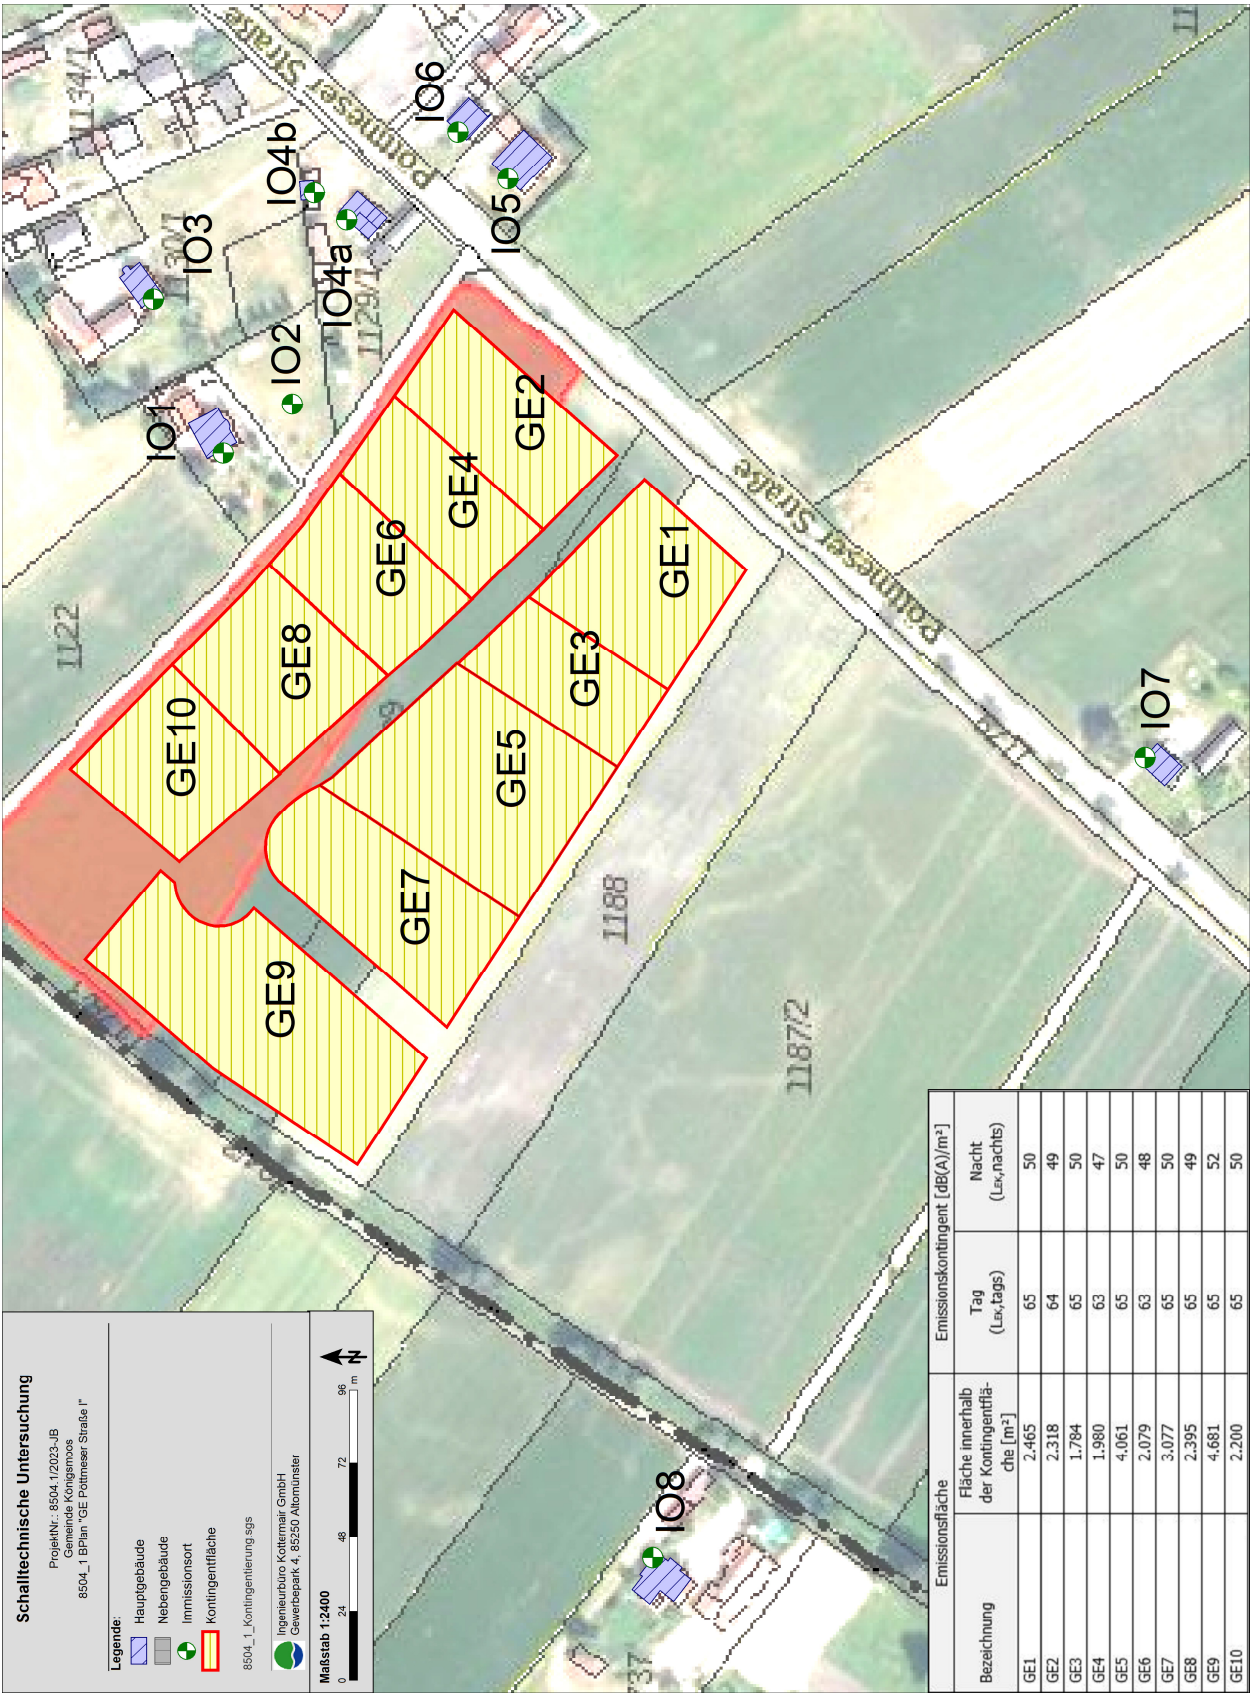 Schalltechnische Untersuchung
ProjektNr.: 8504.1/2023-JB
Gemeinde Königsmoos
8504_1 BPlan "GE Pöttmeser Straße I"
Legende:
Hauptgebäude
Nebengebäude
Immissionsort
Kontingentfläche
8504_1_Kontingentierung.sgs
Ingenieurbüro Kottermair GmbH
Gewerbepark 4, 85250 Altomünster
Maßstab 1:2400
0 24 48 72 96 m
N
IO1
IO2
IO3
IO4a
IO4b
IO5
IO6
IO7
IO8
GE1
GE2
GE3
GE4
GE5
GE6
GE7
GE8
GE9
GE10
1122
1134/1
1129/1
1188
1187/2
Pöttmeser Straße
Pöttmeser Straße
Emissionsfläche Emissionskontingent [dB(A)/m²]
Bezeichnung Fläche innerhalb der Kontingentflä-che [m²] Tag (LEK,tags) Nacht (LEK,nachts)
GE1 2.465 65 50
GE2 2.318 64 49
GE3 1.784 65 50
GE4 1.980 63 47
GE5 4.061 65 50
GE6 2.079 63 48
GE7 3.077 65 50
GE8 2.395 65 49
GE9 4.681 65 52
GE10 2.200 65 50